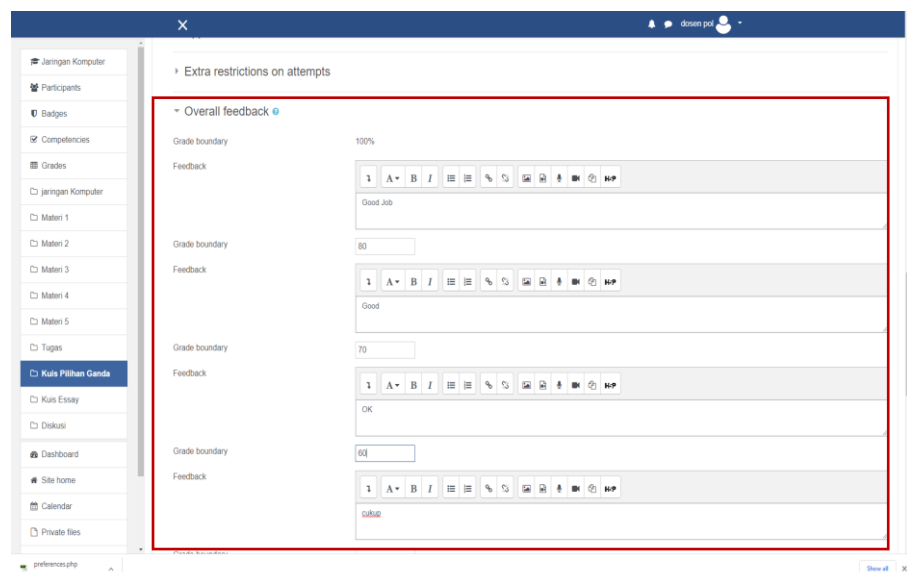 dosen pol
Jaringan Komputer
Participants
Badges
Competencies
Grades
jaringan Komputer
Materi 1
Materi 2
Materi 3
Materi 4
Materi 5
Tugas
Kuis Pilihan Ganda
Kuis Essay
Diskusi
Dashboard
Site home
Calendar
Private files
Extra restrictions on attempts
Overall feedback
Grade boundary 100%
Feedback
A B I H-P
Good Job
Grade boundary 80
Feedback
A B I H-P
Good
Grade boundary 70
Feedback
A B I H-P
OK
Grade boundary 60
Feedback
A B I H-P
cukup
Grade boundary
preferences.php
Show all X